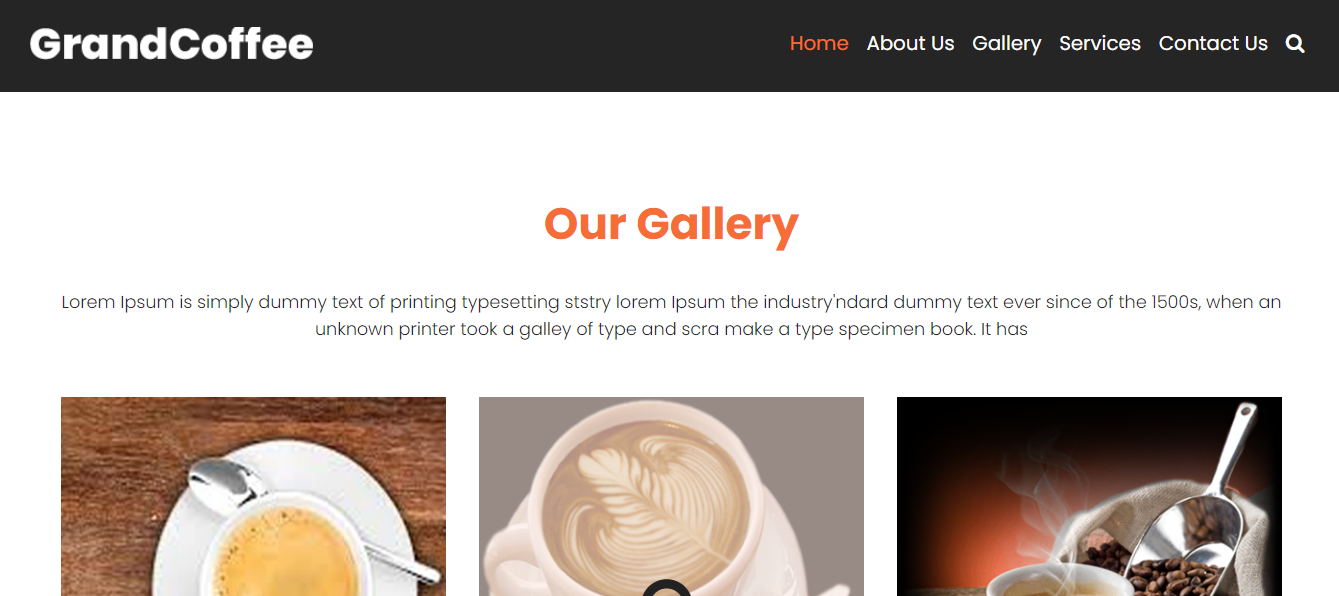 GrandCoffee
Home About Us Gallery Services Contact Us
Our Gallery
Lorem Ipsum is simply dummy text of printing typesetting ststry lorem Ipsum the industry'ndard dummy text ever since of the 1500s, when an
unknown printer took a galley of type and scra make a type specimen book. It has